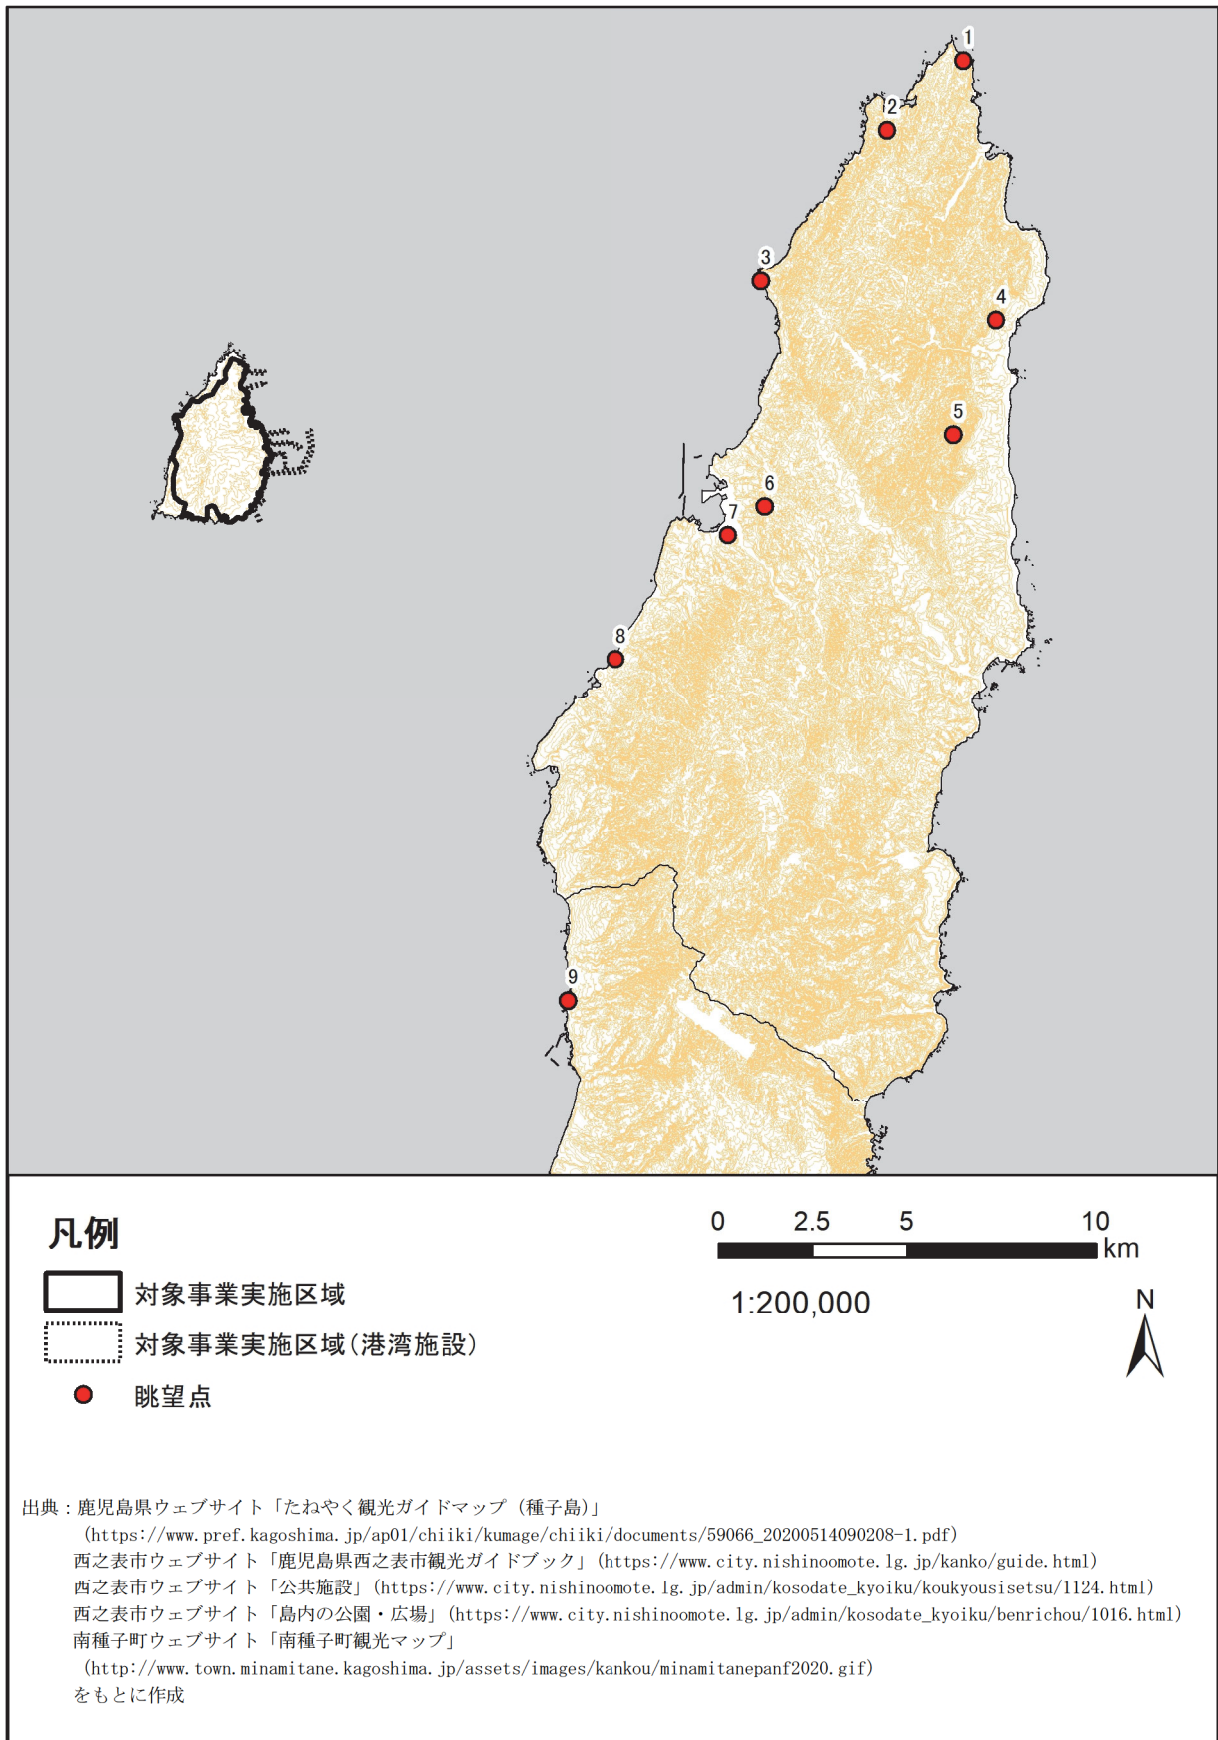 1
2
3
4
5
6
7
8
9
凡例
対象事業実施区域
対象事業実施区域(港湾施設)
眺望点
0 2.5 5 10
km
1:200,000
N
出典：鹿児島県ウェブサイト「たねやく観光ガイドマップ（種子島）」
(https://www.pref.kagoshima.jp/ap01/chiiki/kumage/chiiki/documents/59066_20200514090208-1.pdf)
西之表市ウェブサイト「鹿児島県西之表市観光ガイドブック」(https://www.city.nishinoomote.lg.jp/kanko/guide.html)
西之表市ウェブサイト「公共施設」(https://www.city.nishinoomote.lg.jp/admin/kosodate_kyoiku/koukyousisetsu/1124.html)
西之表市ウェブサイト「島内の公園・広場」(https://www.city.nishinoomote.lg.jp/admin/kosodate_kyoiku/benrichou/1016.html)
南種子町ウェブサイト「南種子町観光マップ」
(http://www.town.minamitane.kagoshima.jp/assets/images/kankou/minamitanepanf2020.gif)
をもとに作成